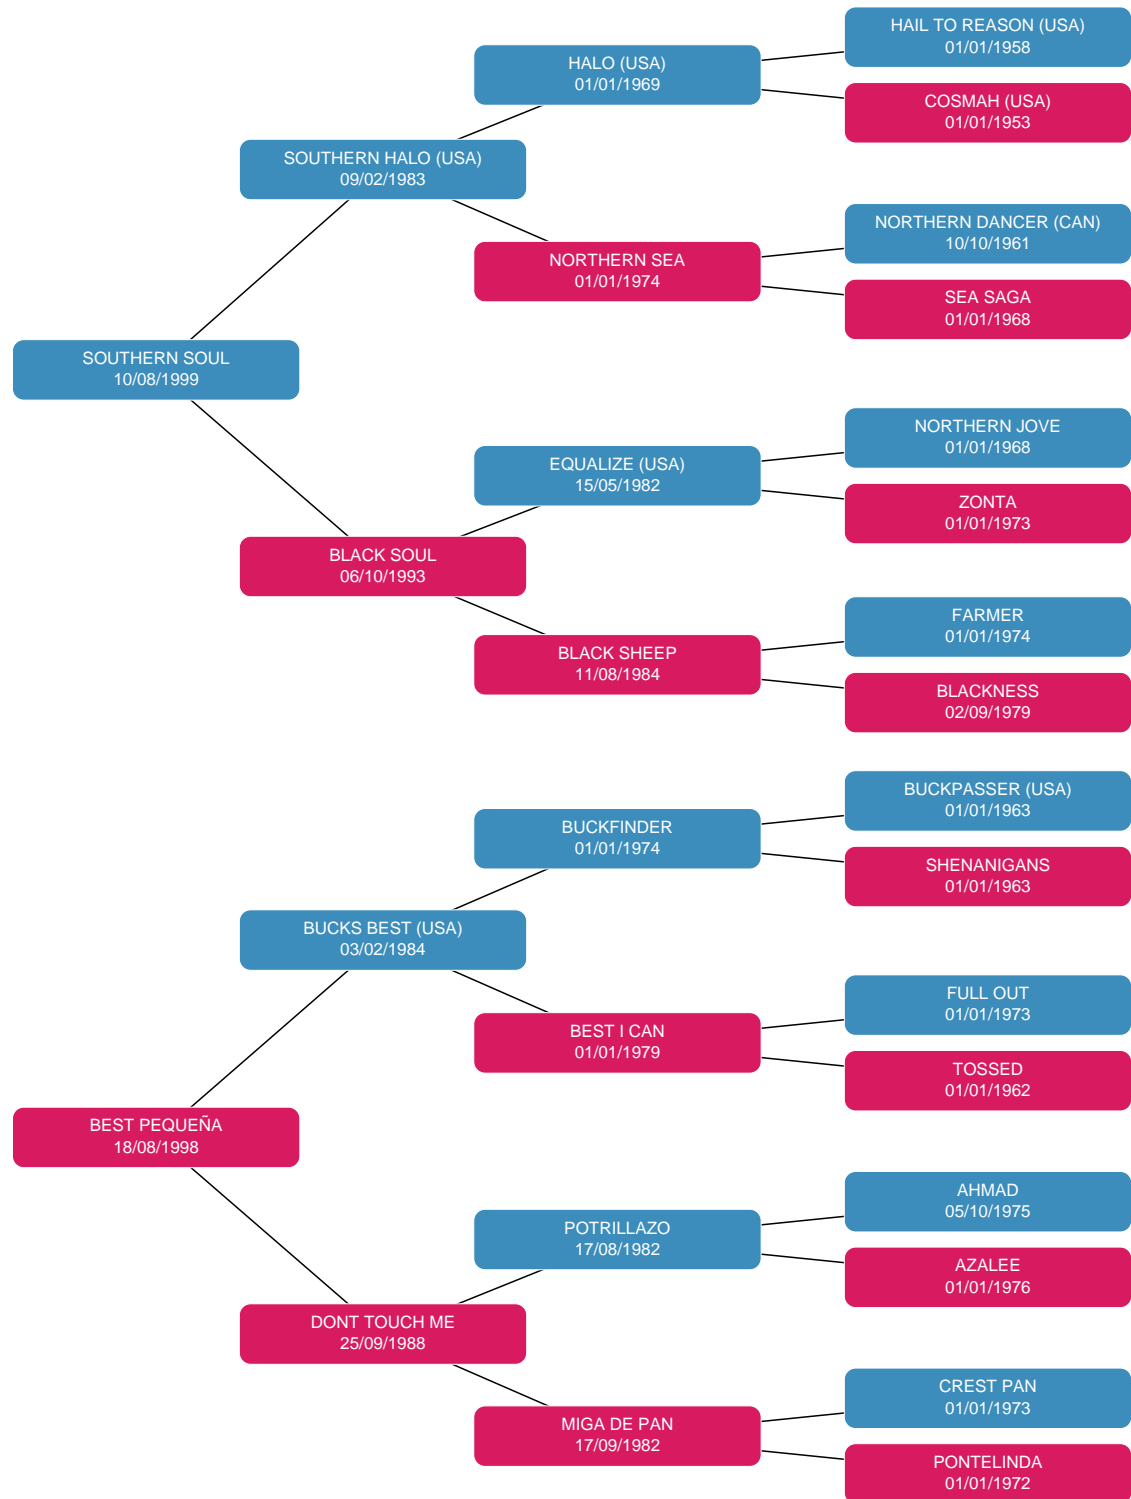 HAIL TO REASON (USA)
01/01/1958
HALO (USA)
01/01/1969
COSMAH (USA)
01/01/1953
SOUTHERN HALO (USA)
09/02/1983
NORTHERN DANCER (CAN)
10/10/1961
NORTHERN SEA
01/01/1974
SEA SAGA
01/01/1968
SOUTHERN SOUL
10/08/1999
NORTHERN JOVE
01/01/1968
EQUALIZE (USA)
15/05/1982
ZONTA
01/01/1973
BLACK SOUL
06/10/1993
FARMER
01/01/1974
BLACK SHEEP
11/08/1984
BLACKNESS
02/09/1979
BUCKPASSER (USA)
01/01/1963
BUCKFINDER
01/01/1974
SHENANIGANS
01/01/1963
BUCKS BEST (USA)
03/02/1984
FULL OUT
01/01/1973
BEST I CAN
01/01/1979
TOSSED
01/01/1962
BEST PEQUEÑA
18/08/1998
AHMAD
05/10/1975
POTRILLAZO
17/08/1982
AZALEE
01/01/1976
DONT TOUCH ME
25/09/1988
CREST PAN
01/01/1973
MIGA DE PAN
17/09/1982
PONTELINDA
01/01/1972